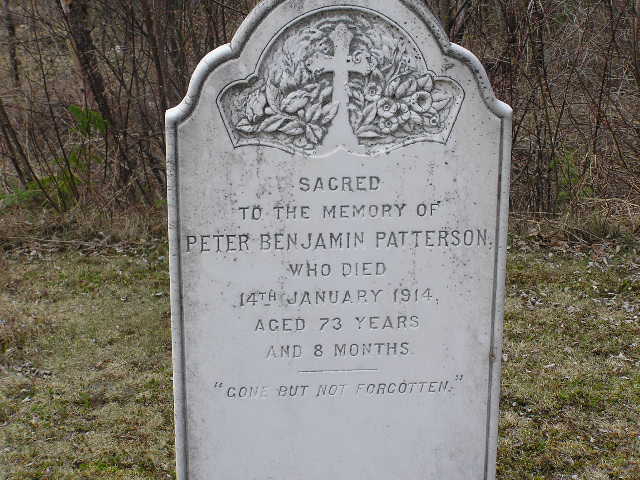 SACRED
TO THE MEMORY OF
PETER BENJAMIN PATTERSON,
WHO DIED
14TH JANUARY 1914,
AGED 73 YEARS
AND 8 MONTHS.
"GONE BUT NOT FORGOTTEN."